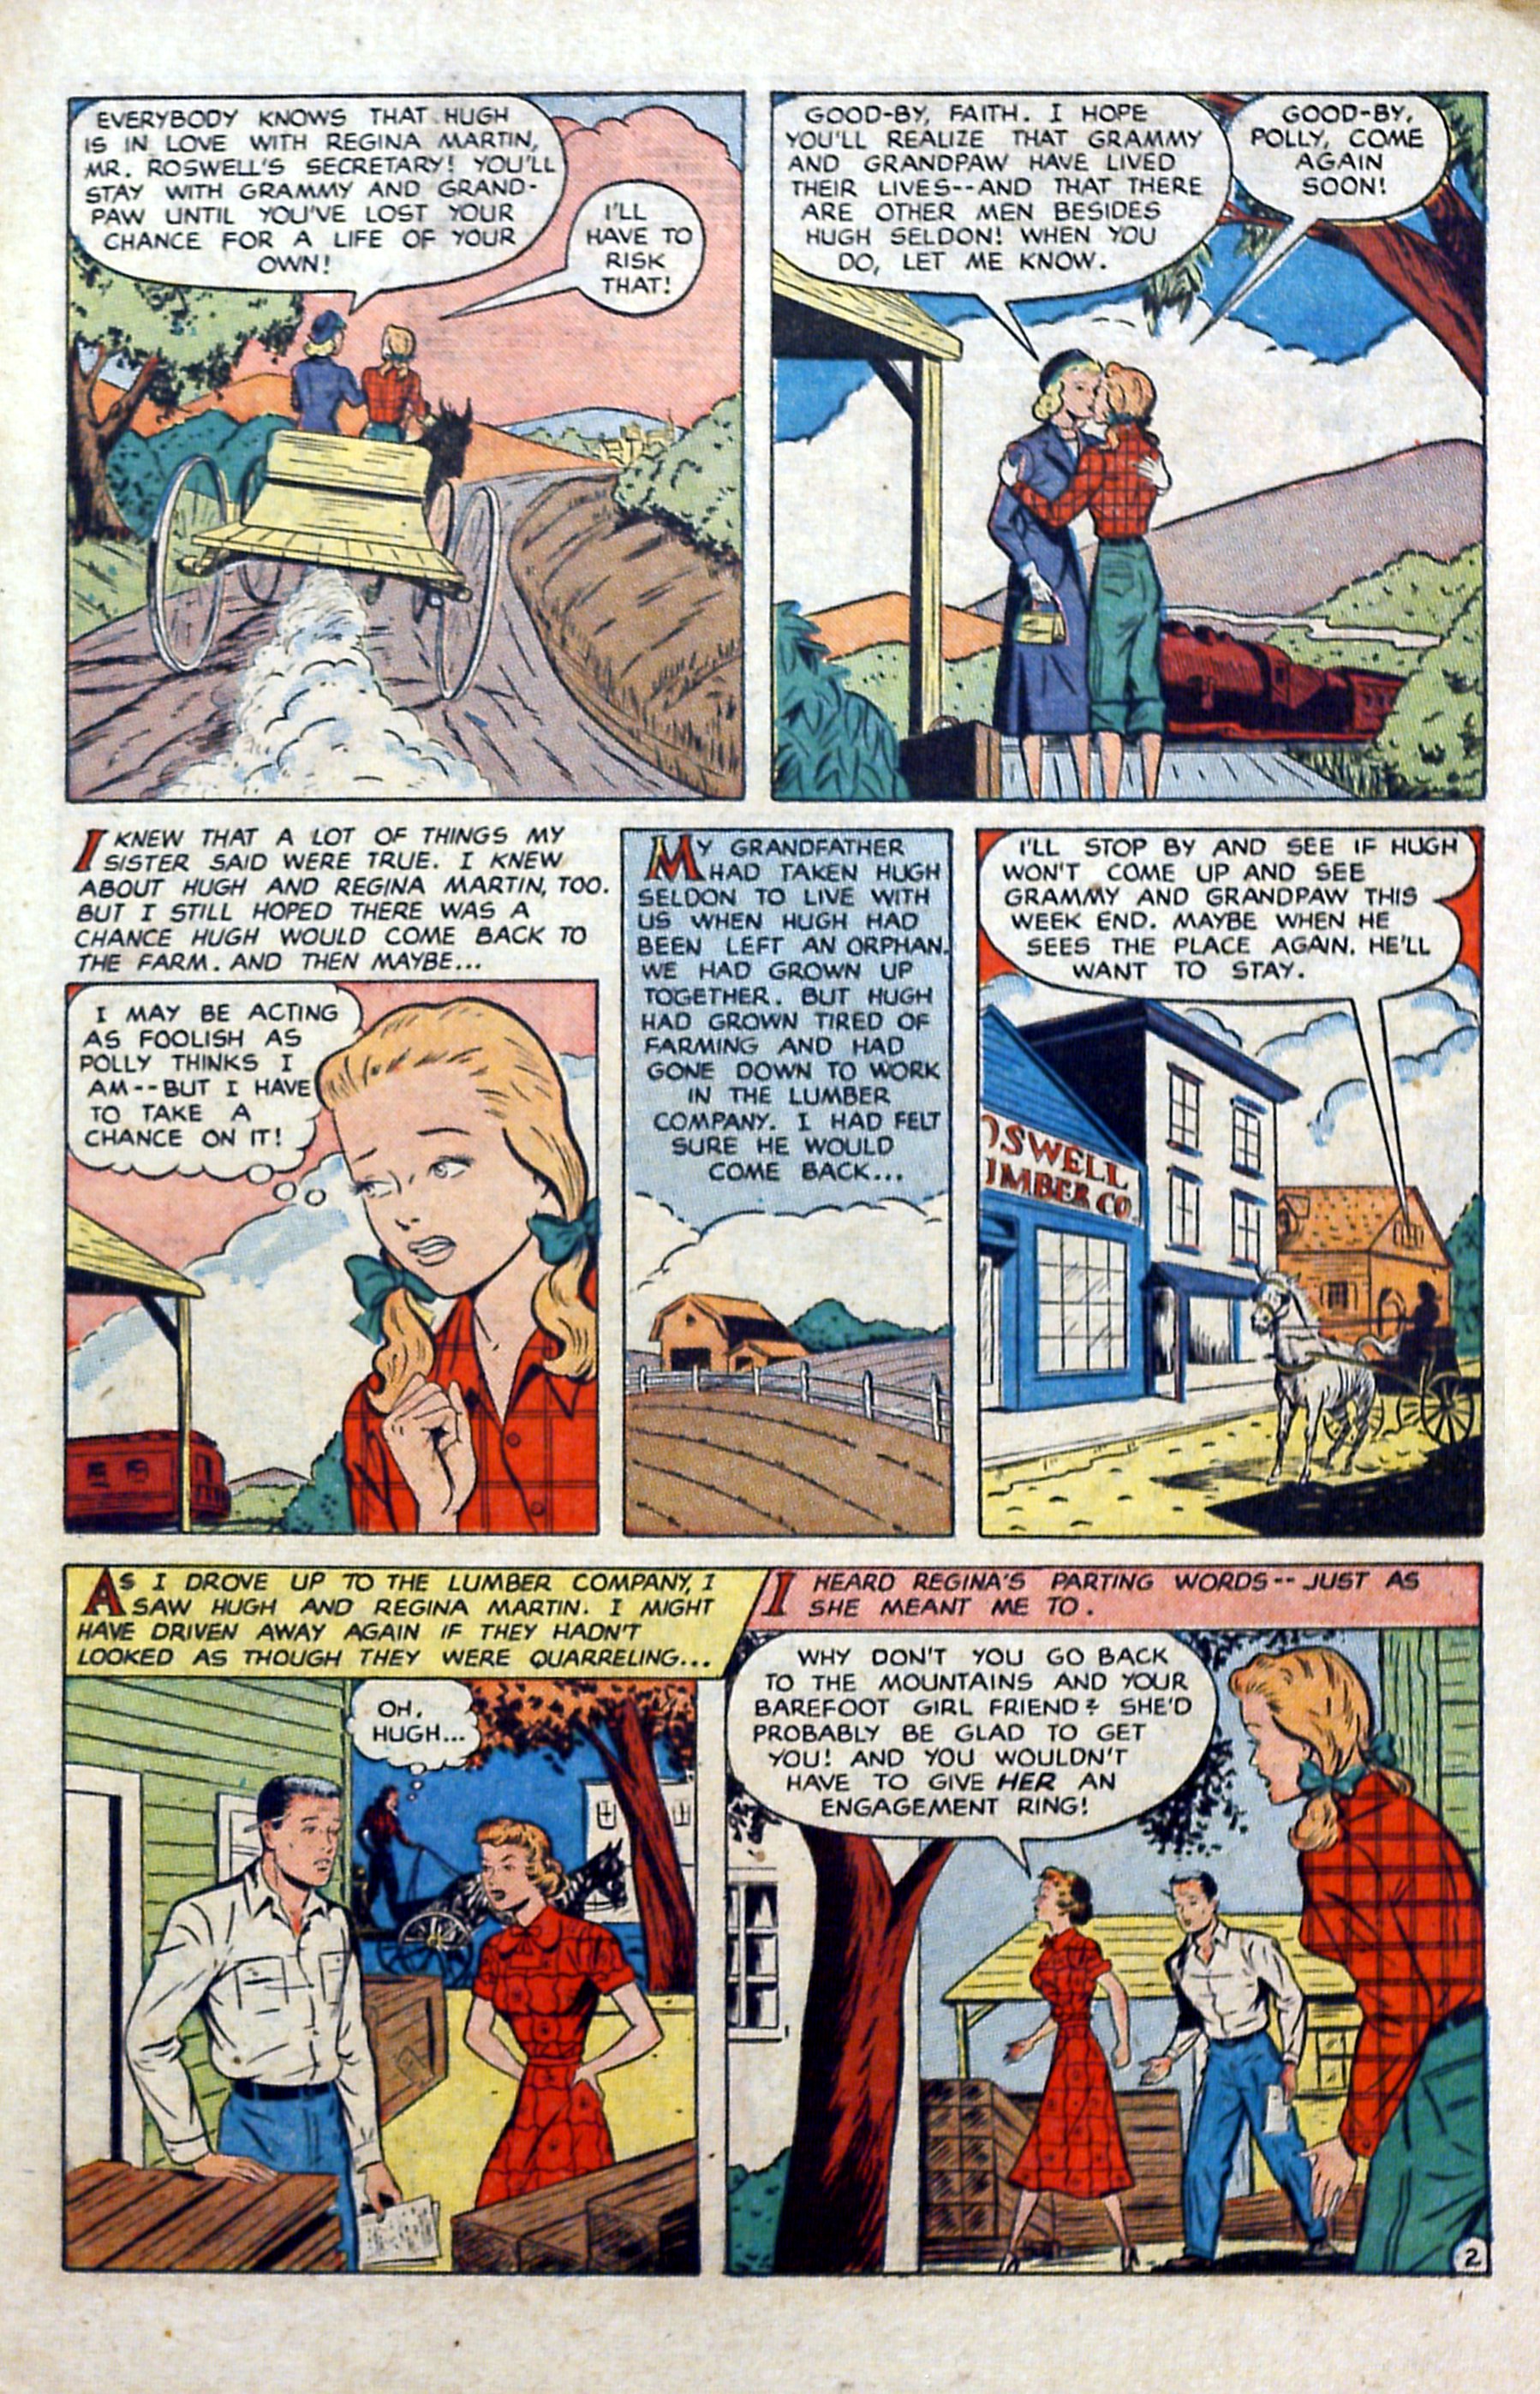 EVERYBODY KNOWS THAT HUGH
IS IN LOVE WITH REGINA MARTIN,
MR. ROSWELL'S SECRETARY! YOU'LL
STAY WITH GRAMMY AND GRAND-
PAW UNTIL YOU'VE LOST YOUR
CHANCE FOR A LIFE OF YOUR
OWN!
I'LL
HAVE TO
RISK
THAT!
GOOD-BY, FAITH. I HOPE
YOU'LL REALIZE THAT GRAMMY
AND GRANDPAW HAVE LIVED
THEIR LIVES--AND THAT THERE
ARE OTHER MEN BESIDES
HUGH SELDON! WHEN YOU
DO, LET ME KNOW.
GOOD-BY,
POLLY, COME
AGAIN
SOON!
I KNEW THAT A LOT OF THINGS MY
SISTER SAID WERE TRUE. I KNEW
ABOUT HUGH AND REGINA MARTIN, TOO.
BUT I STILL HOPED THERE WAS A
CHANCE HUGH WOULD COME BACK TO
THE FARM. AND THEN MAYBE...
I MAY BE ACTING
AS FOOLISH AS
POLLY THINKS I
AM--BUT I HAVE
TO TAKE A
CHANCE ON IT!
MY GRANDFATHER
HAD TAKEN HUGH
SELDON TO LIVE WITH
US WHEN HUGH HAD
BEEN LEFT AN ORPHAN.
WE HAD GROWN UP
TOGETHER. BUT HUGH
HAD GROWN TIRED OF
FARMING AND HAD
GONE DOWN TO WORK
IN THE LUMBER
COMPANY. I HAD FELT
SURE HE WOULD
COME BACK...
I'LL STOP BY AND SEE IF HUGH
WON'T COME UP AND SEE
GRAMMY AND GRANDPAW THIS
WEEK END. MAYBE WHEN HE
SEES THE PLACE AGAIN, HE'LL
WANT TO STAY.
OSWELL
UMBER CO.
AS I DROVE UP TO THE LUMBER COMPANY, I
SAW HUGH AND REGINA MARTIN. I MIGHT
HAVE DRIVEN AWAY AGAIN IF THEY HADN'T
LOOKED AS THOUGH THEY WERE QUARRELING...
OH,
HUGH...
I HEARD REGINA'S PARTING WORDS--JUST AS
SHE MEANT ME TO.
WHY DON'T YOU GO BACK
TO THE MOUNTAINS AND YOUR
BAREFOOT GIRL FRIEND? SHE'D
PROBABLY BE GLAD TO GET
YOU! AND YOU WOULDN'T
HAVE TO GIVE HER AN
ENGAGEMENT RING!
2